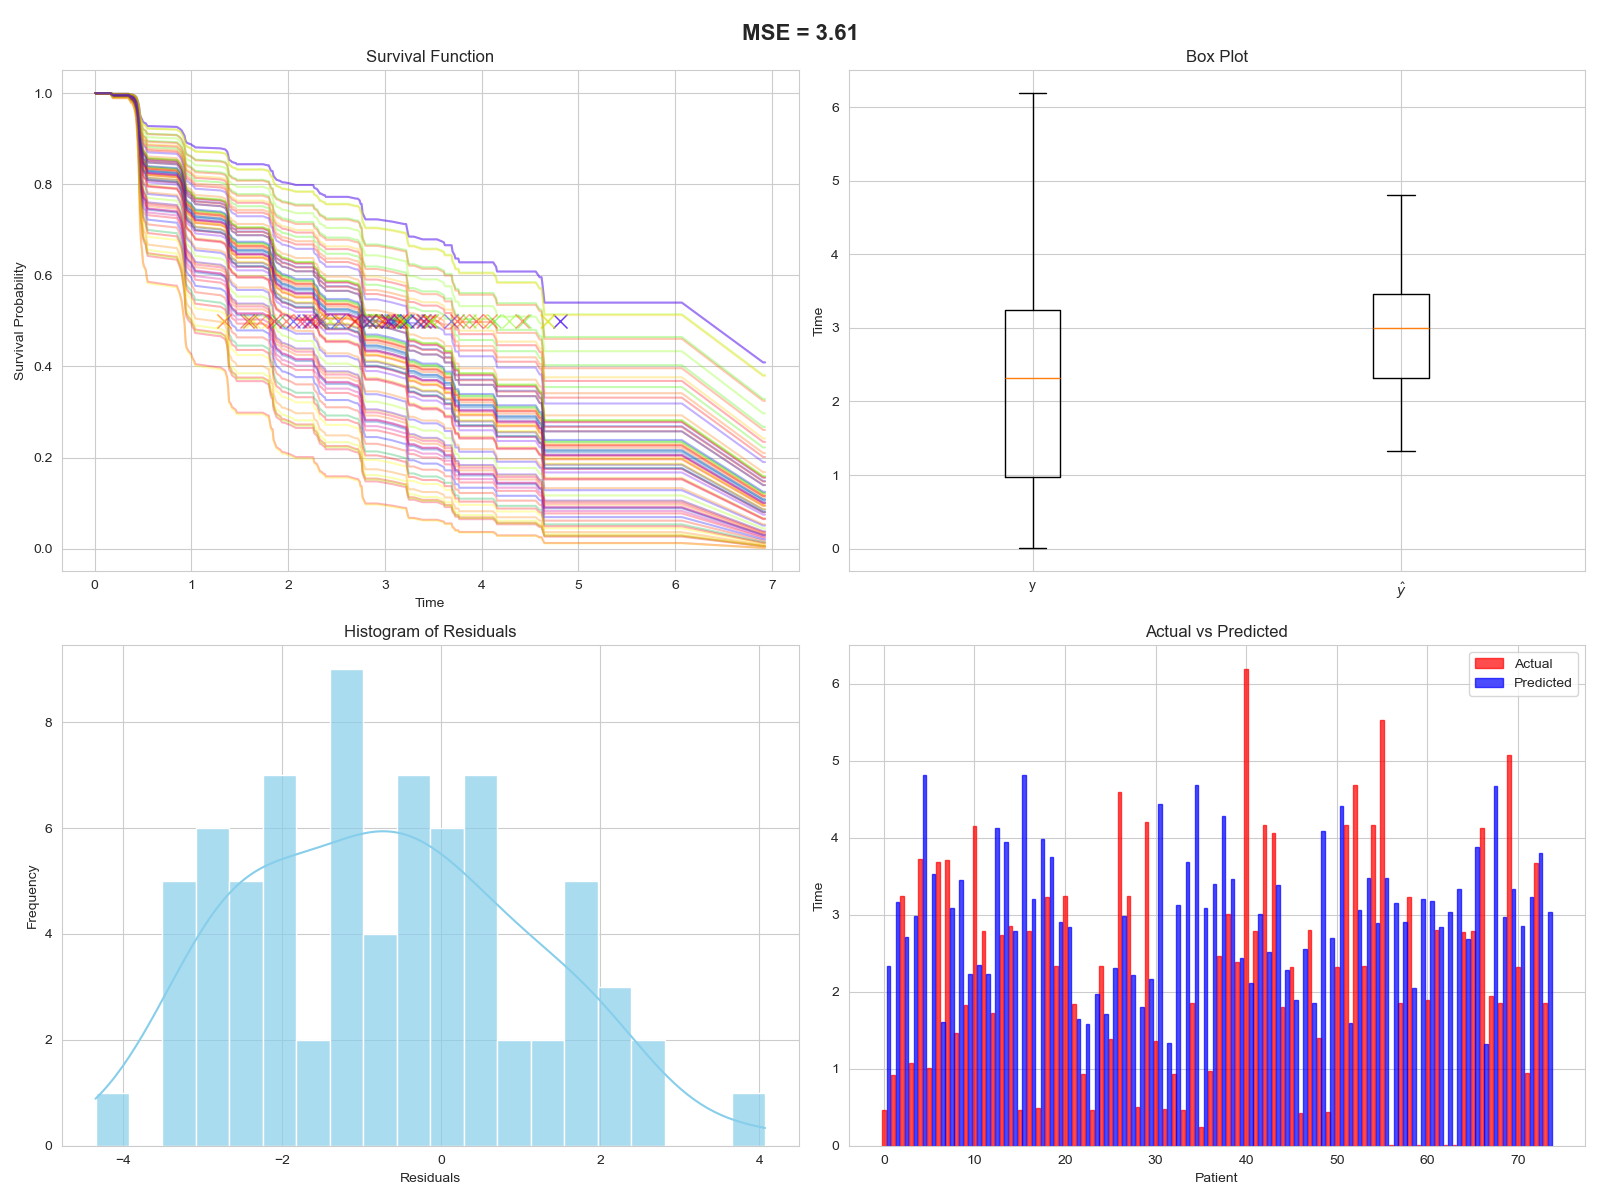 MSE = 3.61
Survival Function
Survival Probability
1.0
0.8
0.6
0.4
0.2
0.0
0 1 2 3 4 5 6 7
Time
Box Plot
Time
6
5
4
3
2
1
0
y ŷ
Histogram of Residuals
Frequency
8
6
4
2
0
−4 −2 0 2 4
Residuals
Actual vs Predicted
Actual
Predicted
Time
6
5
4
3
2
1
0
0 10 20 30 40 50 60 70
Patient